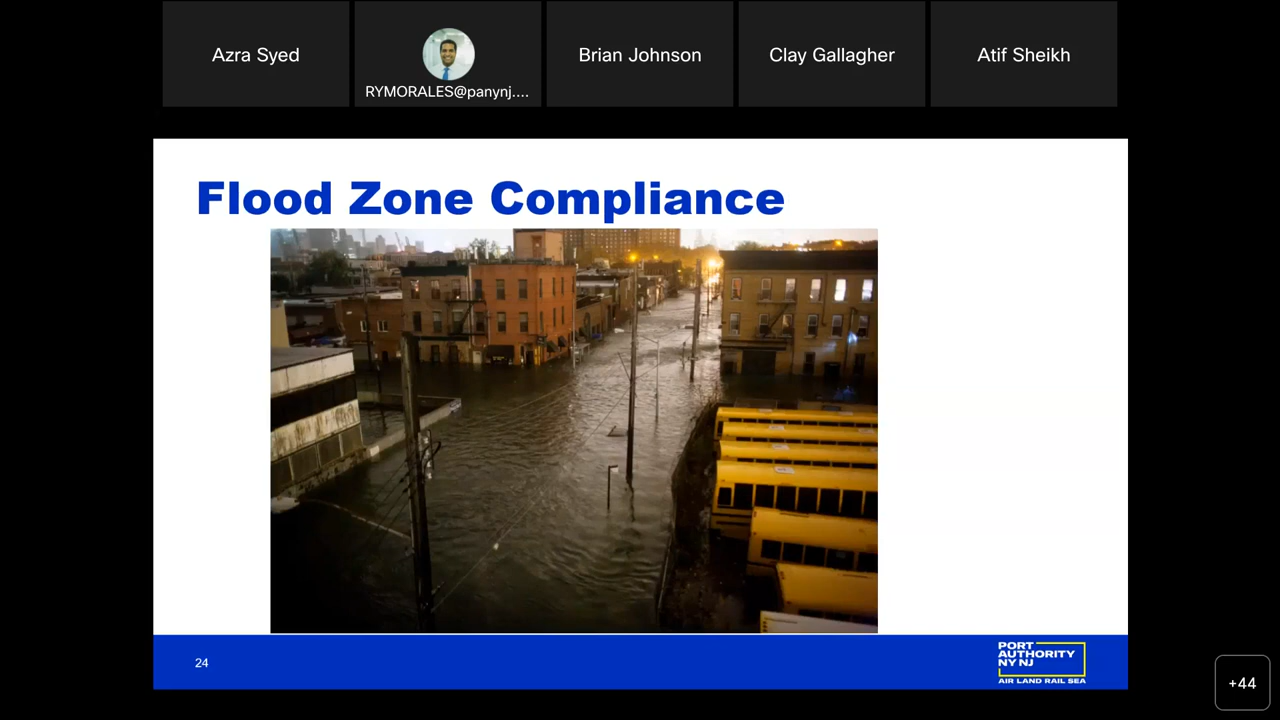 Azra Syed
RYMORALES@panynj....
Brian Johnson
Clay Gallagher
Atif Sheikh
Flood Zone Compliance
24
PORT
AUTHORITY
NY NJ
AIR LAND RAIL SEA
+44